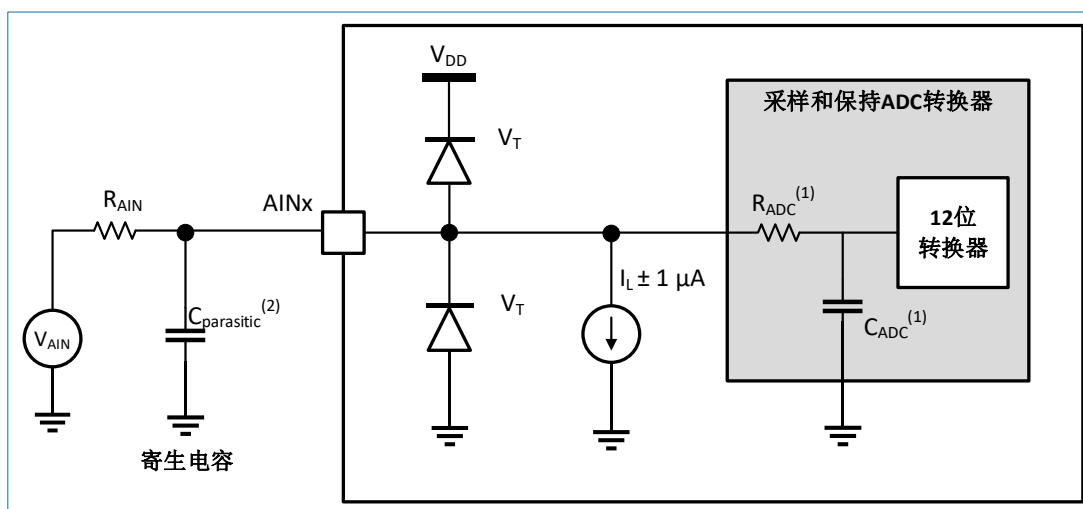 V_DD
采样和保持ADC转换器
V_T
R_AIN
AINx
R_ADC^(1)
12位
转换器
I_L ± 1 μA
V_T
C_parasitic^(2)
C_ADC^(1)
V_AIN
寄生电容